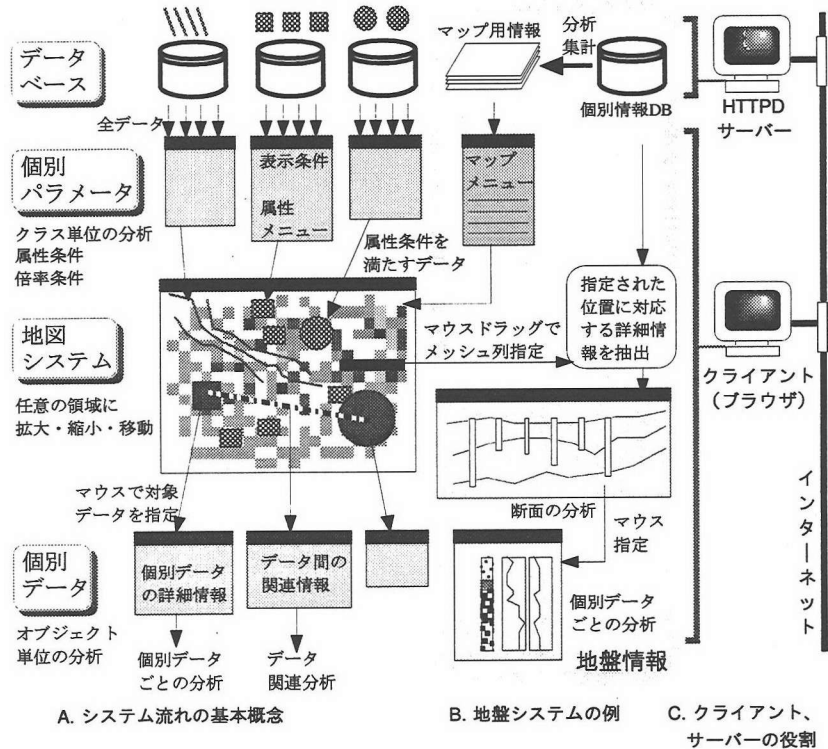 データ
ベース
マップ用情報
分析
集計
個別情報DB
HTTPD
サーバー
全データ
個別
パラメータ
クラス単位の分析
属性条件
倍率条件
表示条件
属性
メニュー
マップ
メニュー
属性条件を
満たすデータ
指定された
位置に対応
する詳細情
報を抽出
マウスドラッグで
メッシュ列指定
地図
システム
任意の領域に
拡大・縮小・移動
クライアント
(ブラウザ)
インターネット
断面の分析
マウス
指定
マウスで対象
データを指定
個別
データ
オブジェクト
単位の分析
個別データ
の詳細情報
データ間の
関連情報
個別データ
ごとの分析
データ
関連分析
個別データ
ごとの分析
地盤情報
A. システム流れの基本概念
B. 地盤システムの例
C. クライアント、
サーバーの役割